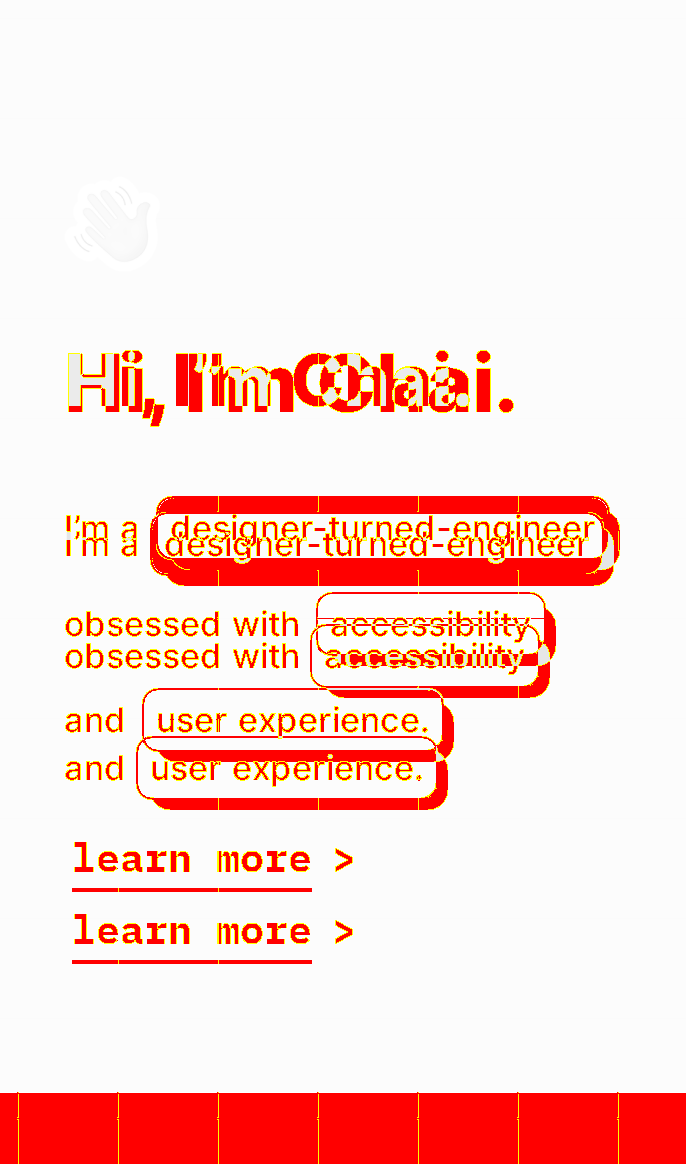 Hi, I'm Chai.
I'm a designer-turned-engineer
I'm a designer-turned-engineer
obsessed with accessibility
obsessed with accessibility
and user experience.
and user experience.
learn more >
learn more >